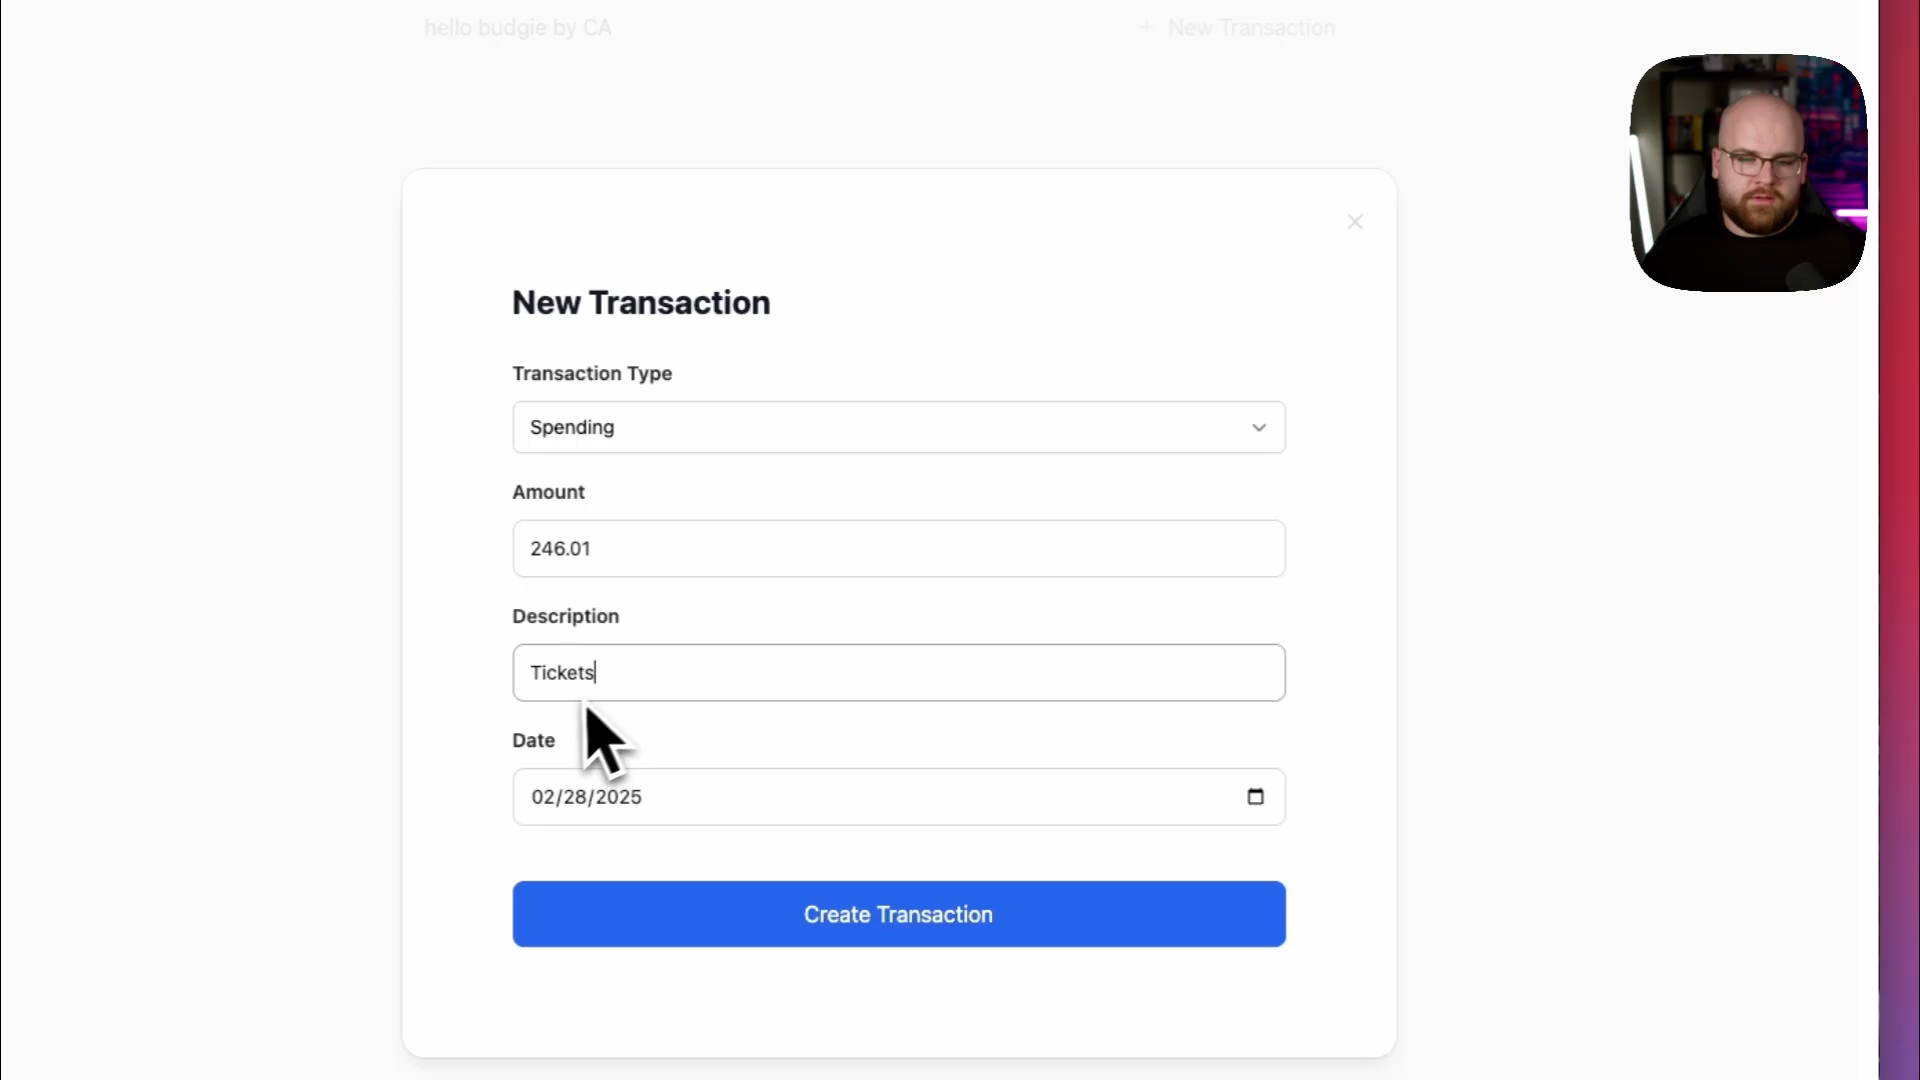 hello budgie by CA
+ New Transaction
New Transaction
Transaction Type
Spending
Amount
246.01
Description
Tickets
Date
02/28/2025
Create Transaction